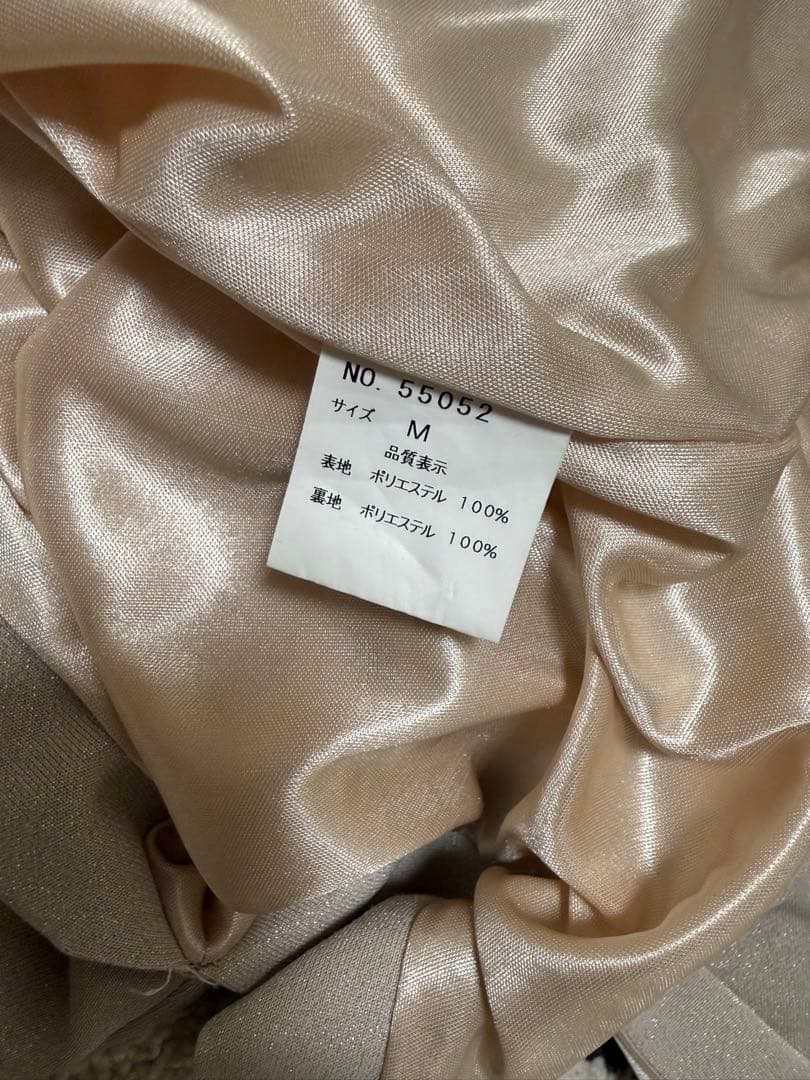 NO. 55052
サイズ M
品質表示
表地 ポリエステル 100%
裏地 ポリエステル 100%